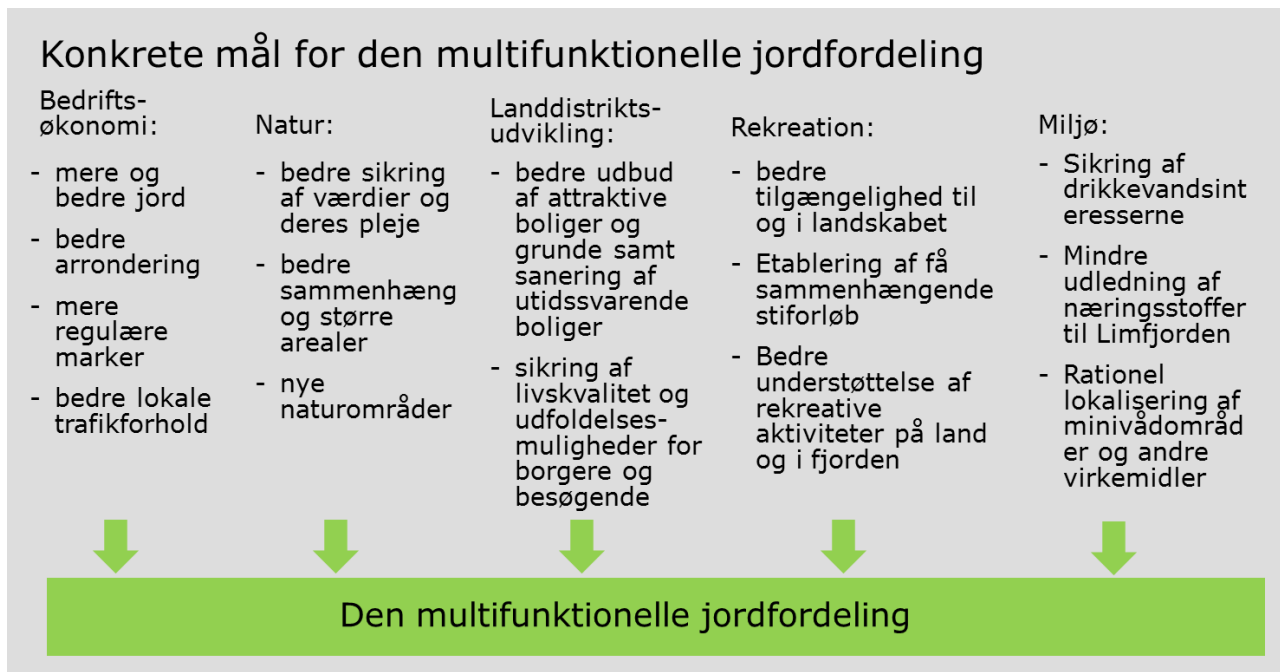 Konkrete mål for den multifunktionelle jordfordeling
Bedrifts-
økonomi:
- mere og
bedre jord
- bedre
arrondering
- mere
regulære
marker
- bedre lokale
trafikforhold
Natur:
- bedre sikring
af værdier og
deres pleje
- bedre
sammenhæng
og større
arealer
- nye
naturområder
Landdistrikts-
udvikling:
- bedre udbud
af attraktive
boliger og
grunde samt
sanering af
utidssvarende
boliger
- sikring af
livskvalitet og
udfoldelses-
muligheder for
borgere og
besøgende
Rekreation:
- bedre
tilgængelighed til
og i landskabet
- Etablering af få
sammenhængende
stiforløb
- Bedre
understøttelse af
rekreative
aktiviteter på land
og i fjorden
Miljø:
- Sikring af
drikkevandsint
eresserne
- Mindre
udledning af
næringsstoffer
til Limfjorden
- Rationel
lokalisering af
minivådområd
er og andre
virkemidler
Den multifunktionelle jordfordeling